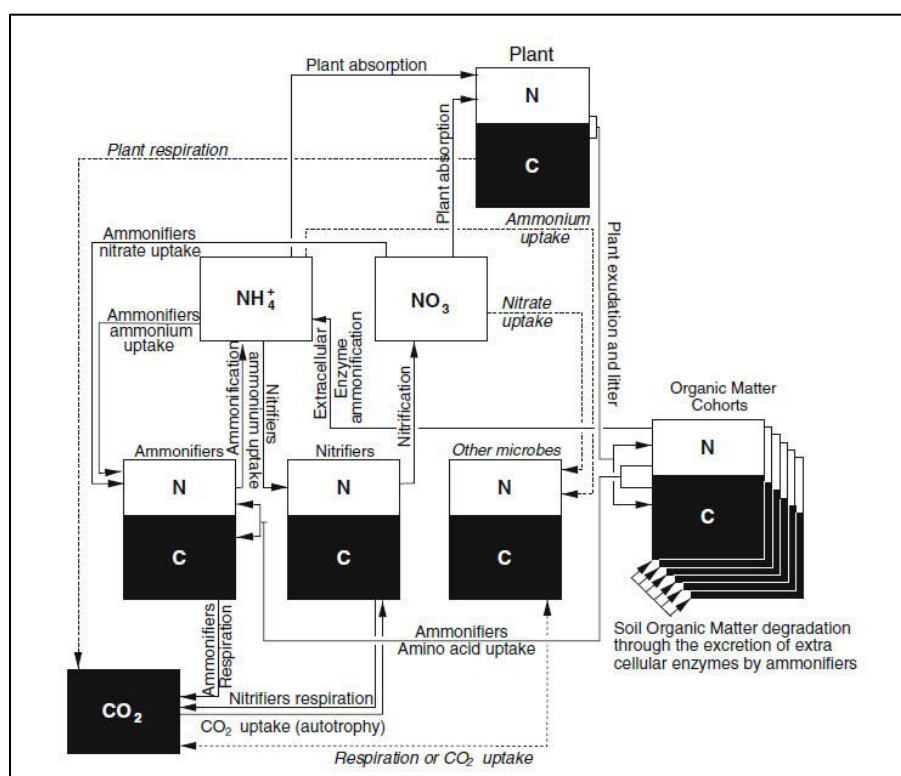 Plant
Plant absorption
N
Plant respiration
C
Plant absorption
Ammonium
uptake
Ammonifiers
nitrate uptake
NH4+
NO3
Nitrate
uptake
Plant exudation and litter
Ammonifiers
ammonium
uptake
Ammonification
Nitrifiers
ammonium uptake
Extracellular
Enzyme
ammonification
Nitrification
Organic Matter
Cohorts
Ammonifiers
Nitrifiers
Other microbes
N
N
N
N
C
C
C
C
Ammonifiers
Respiration
Ammonifiers
Amino acid uptake
Soil Organic Matter degradation
through the excretion of extra
cellular enzymes by ammonifiers
CO2
Nitrifiers respiration
CO2 uptake (autotrophy)
Respiration or CO2 uptake